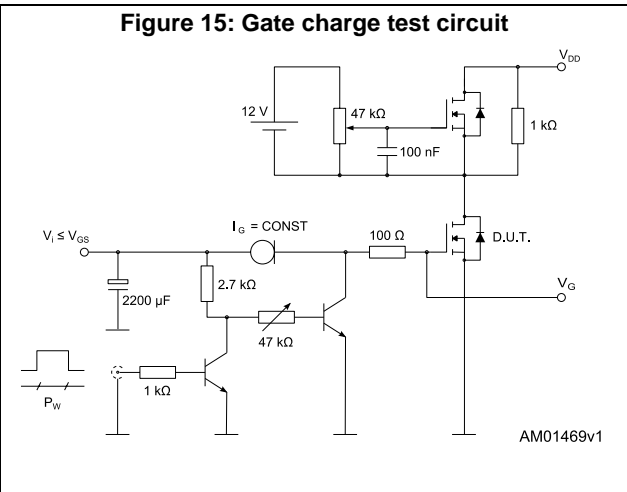 Figure 15: Gate charge test circuit
V_DD
12 V
47 kΩ
1 kΩ
100 nF
V_i ≤ V_GS
I_G = CONST
100 Ω
D.U.T.
2.7 kΩ
2200 μF
V_G
47 kΩ
1 kΩ
P_W
AM01469v1